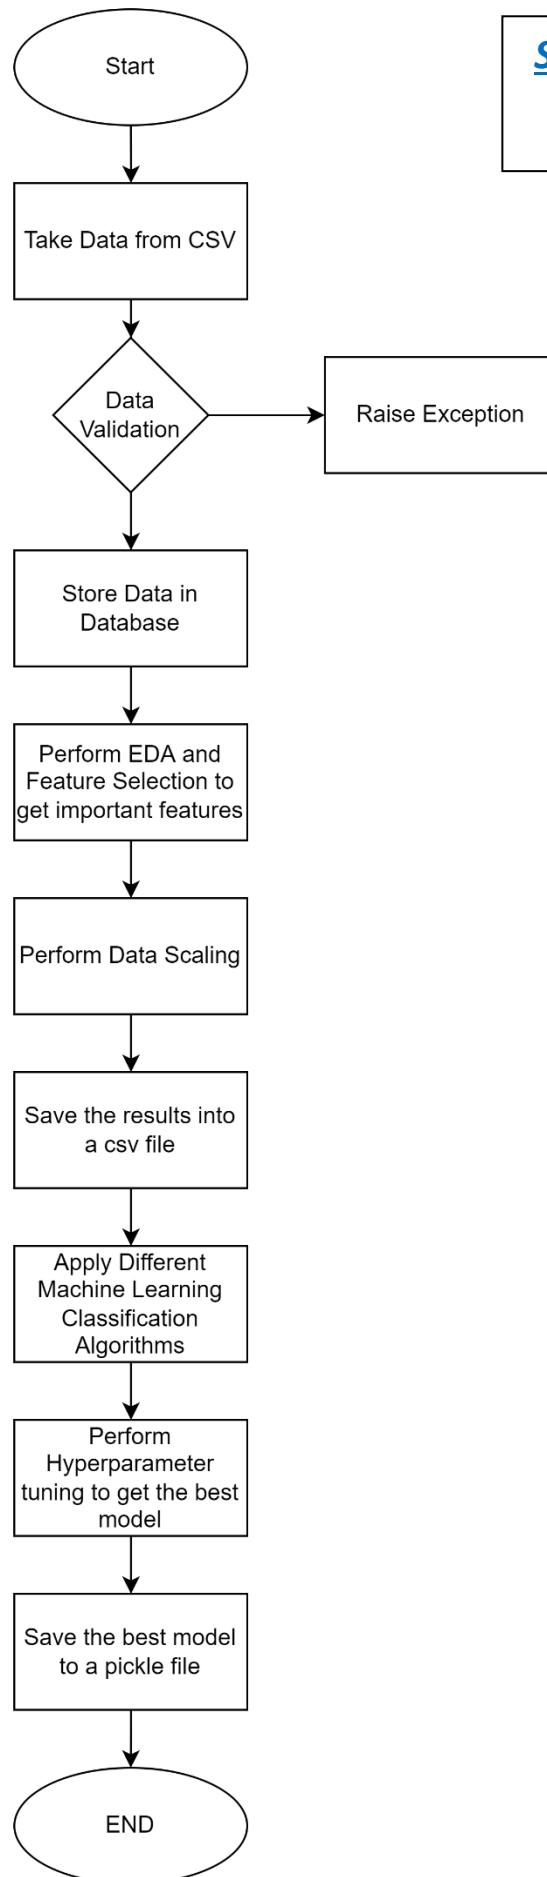 Start
S
Take Data from CSV
Data
Validation
Raise Exception
Store Data in
Database
Perform EDA and
Feature Selection to
get important features
Perform Data Scaling
Save the results into
a csv file
Apply Different
Machine Learning
Classification
Algorithms
Perform
Hyperparameter
tuning to get the best
model
Save the best model
to a pickle file
END